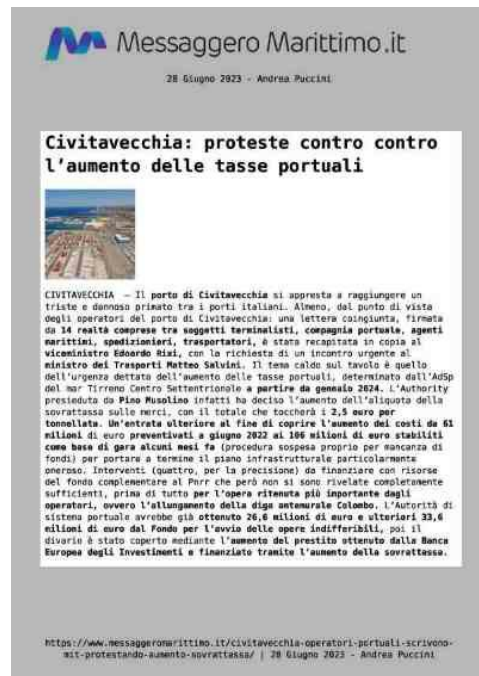 Messaggero Marittimo.it
28 Giugno 2023 - Andrea Puccini
Civitavecchia: proteste contro contro
l'aumento delle tasse portuali
CIVITAVECCHIA – Il porto di Civitavecchia si appresta a raggiungere un
triste e dannoso primato tra i porti italiani. Almeno, dal punto di vista
degli operatori del porto di Civitavecchia: una lettera coingiunta, firmata
da 14 realtà comprese tra soggetti terminalisti, compagnia portuale, agenti
marittimi, spedizionieri, trasportatori, è stata recapitata in copia al
viceministro Edoardo Rixi, con la richiesta di un incontro urgente al
ministro dei Trasporti Matteo Salvini. Il tema caldo sul tavolo è quello
dell'urgenza dettata dell'aumento delle tasse portuali, determinato dall'AdSp
del mar Tirreno Centro Settentrionale a partire da gennaio 2024. L'Authority
presieduta da Pino Musolino infatti ha deciso l'aumento dell'aliquota della
sovrattassa sulle merci, con il totale che toccherà i 2,5 euro per
tonnellata. Un'entrata ulteriore al fine di coprire l'aumento dei costi da 61
milioni di euro preventivati a giugno 2022 ai 106 milioni di euro stabiliti
come base di gara alcuni mesi fa (procedura sospesa proprio per mancanza di
fondi) per portare a termine il piano infrastrutturale particolarmente
oneroso. Interventi (quattro, per la precisione) da finanziare con risorse
del fondo complementare al Pnrr che però non si sono rivelate completamente
sufficienti, prima di tutto per l'opera ritenuta più importante dagli
operatori, ovvero l'allungamento della diga antemurale Colombo. L'Autorità di
sistema portuale avrebbe già ottenuto 26,6 milioni di euro e ulteriori 33,6
milioni di euro dal Fondo per l'avvio delle opere indifferibili, poi il
divario è stato coperto mediante l'aumento del prestito ottenuto dalla Banca
Europea degli Investimenti e finanziato tramite l'aumento della sovrattassa.
https://www.messaggeromarittimo.it/civitavecchia-operatori-portuali-scrivono-
mit-protestando-aumento-sovrattassa/ | 28 Giugno 2023 - Andrea Puccini